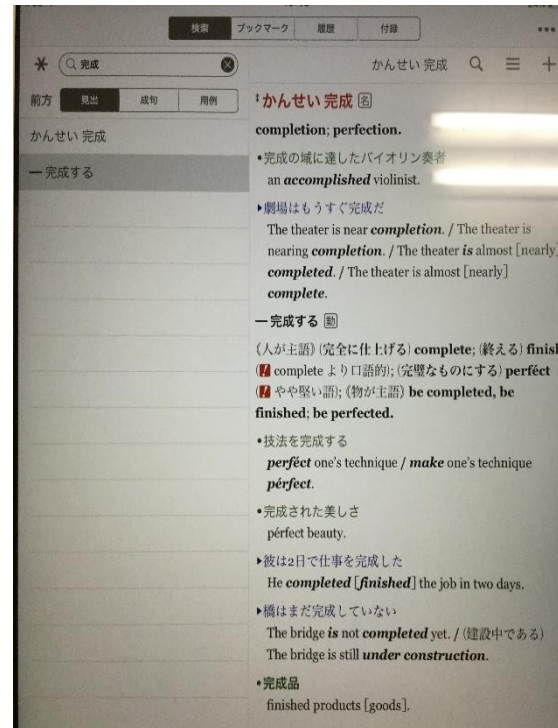 検索 ブックマーク 履歴 付録
完成
かんせい 完成
前方 見出 成句 用例
かんせい 完成
― 完成する
‡かんせい 完成 名
completion; perfection.
•完成の域に達したバイオリン奏者
an accomplished violinist.
▸劇場はもうすぐ完成だ
The theater is near completion. / The theater is
nearing completion. / The theater is almost [nearly]
completed. / The theater is almost [nearly]
complete.
― 完成する 動
《人が主語》(完全に仕上げる) complete; (終える) finish
(! complete より口語的); (完璧なものにする) perféct
(! やや堅い語); 《物が主語》 be completed, be
finished; be perfected.
•技法を完成する
perféct one's technique / make one's technique
pérfect.
•完成された美しさ
pérfect beauty.
▸彼は2日で仕事を完成した
He completed [finished] the job in two days.
▸橋はまだ完成していない
The bridge is not completed yet. / (建設中である)
The bridge is still under construction.
•完成品
finished products [goods].